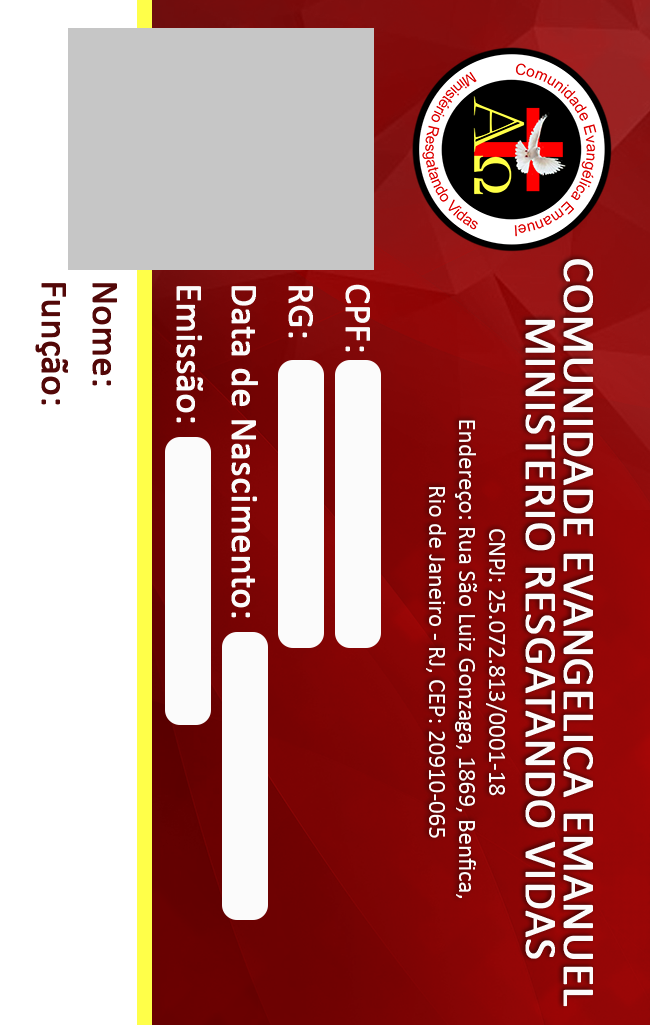 Comunidade Evangélica Emanuel
Ministério Resgatando Vidas
ΑΩ
COMUNIDADE EVANGELICA EMANUEL
MINISTERIO RESGATANDO VIDAS
CNPJ: 25.072.813/0001-18
Endereço: Rua São Luiz Gonzaga, 1869, Benfica,
Rio de Janeiro - RJ, CEP: 20910-065
CPF:
RG:
Data de Nascimento:
Emissão:
Nome:
Função: